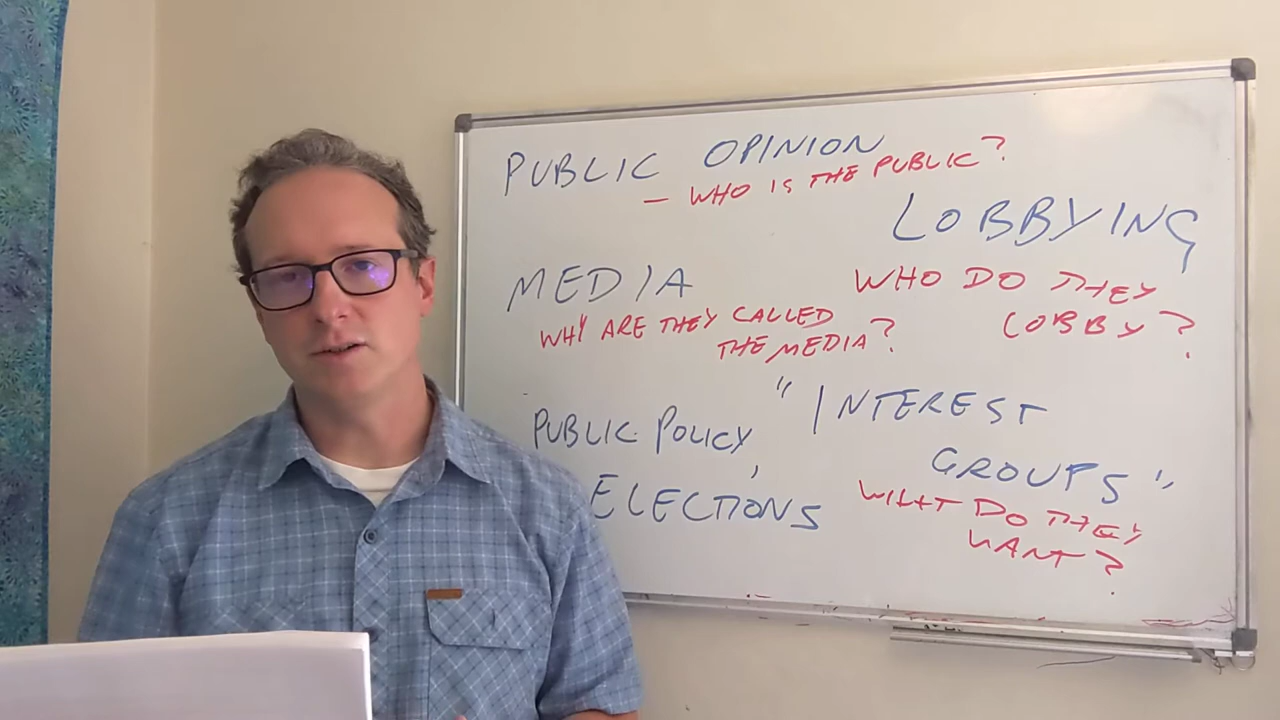 PUBLIC OPINION
– WHO IS THE PUBLIC?
LOBBYING
WHO DO THEY
LOBBY?
MEDIA
WHY ARE THEY CALLED
THE MEDIA?
PUBLIC POLICY
ELECTIONS
"INTEREST
GROUPS"
WHAT DO THEY
WANT?